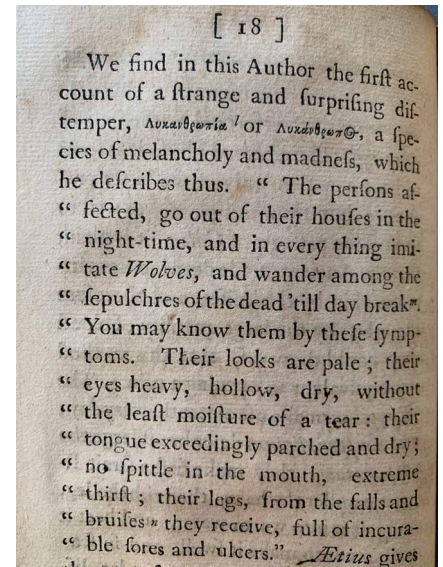 [ 18 ]
We find in this Author the firſt ac-
count of a ſtrange and ſurpriſing diſ-
temper, Λυκανθρωπία l or Λυκάνθρωπ☉, a ſpe-
cies of melancholy and madneſs, which
he deſcribes thus. “ The perſons af-
“ fected, go out of their houſes in the
“ night-time, and in every thing imi-
“ tate Wolves, and wander among the
“ ſepulchres of the dead ’till day break m.
“ You may know them by theſe ſymp-
“ toms. Their looks are pale ; their
“ eyes heavy, hollow, dry, without
“ the leaſt moiſture of a tear : their
“ tongue exceedingly parched and dry ;
“ no ſpittle in the mouth, extreme
“ thirſt ; their legs, from the falls and
“ bruiſes n they receive, full of incura-
“ ble ſores and ulcers.” Ætius gives